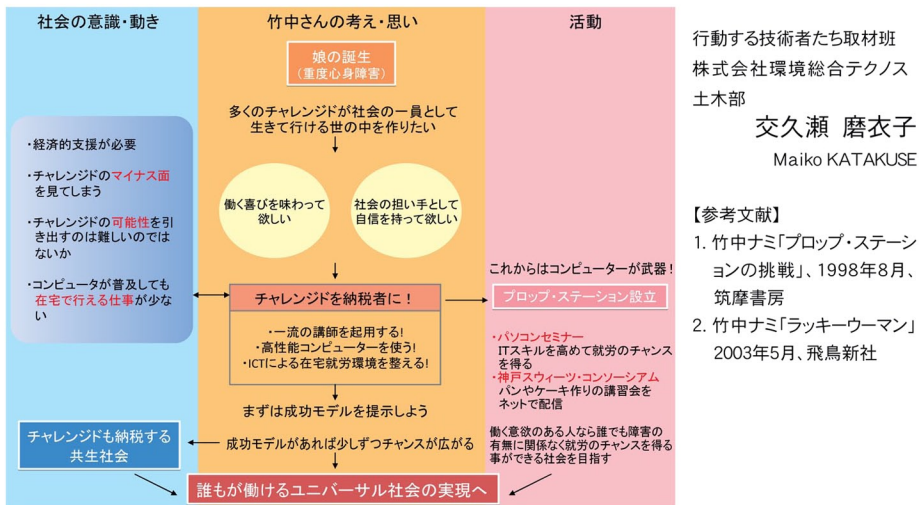 社会の意識・動き
竹中さんの考え・思い
活動
娘の誕生
（重度心身障害）
多くのチャレンジドが社会の一員として
生きて行ける世の中を作りたい
・経済的支援が必要
・チャレンジドのマイナス面
を見てしまう
・チャレンジドの可能性を引
き出すのは難しいのでは
ないか
・コンピュータが普及しても
在宅で行える仕事が少な
い
働く喜びを味わって
欲しい
社会の担い手として
自信を持って欲しい
チャレンジドを納税者に！
・一流の講師を起用する!
・高性能コンピューターを使う!
・ICTによる在宅就労環境を整える!
まずは成功モデルを提示しよう
成功モデルがあれば少しずつチャンスが広がる
チャレンジドも納税する
共生社会
これからはコンピューターが武器！
プロップ・ステーション設立
・パソコンセミナー
ITスキルを高めて就労のチャンス
を得る
・神戸スウィーツ・コンソーシアム
パンやケーキ作りの講習会を
ネットで配信
働く意欲のある人なら誰でも障害の
有無に関係なく就労のチャンスを得る
事ができる社会を目指す
誰もが働けるユニバーサル社会の実現へ
行動する技術者たち取材班
株式会社環境総合テクノス
土木部
交久瀬 磨衣子
Maiko KATAKUSE
【参考文献】
1. 竹中ナミ「プロップ・ステーシ
ョンの挑戦」、1998年8月、
筑摩書房
2. 竹中ナミ「ラッキーウーマン」
2003年5月、飛鳥新社